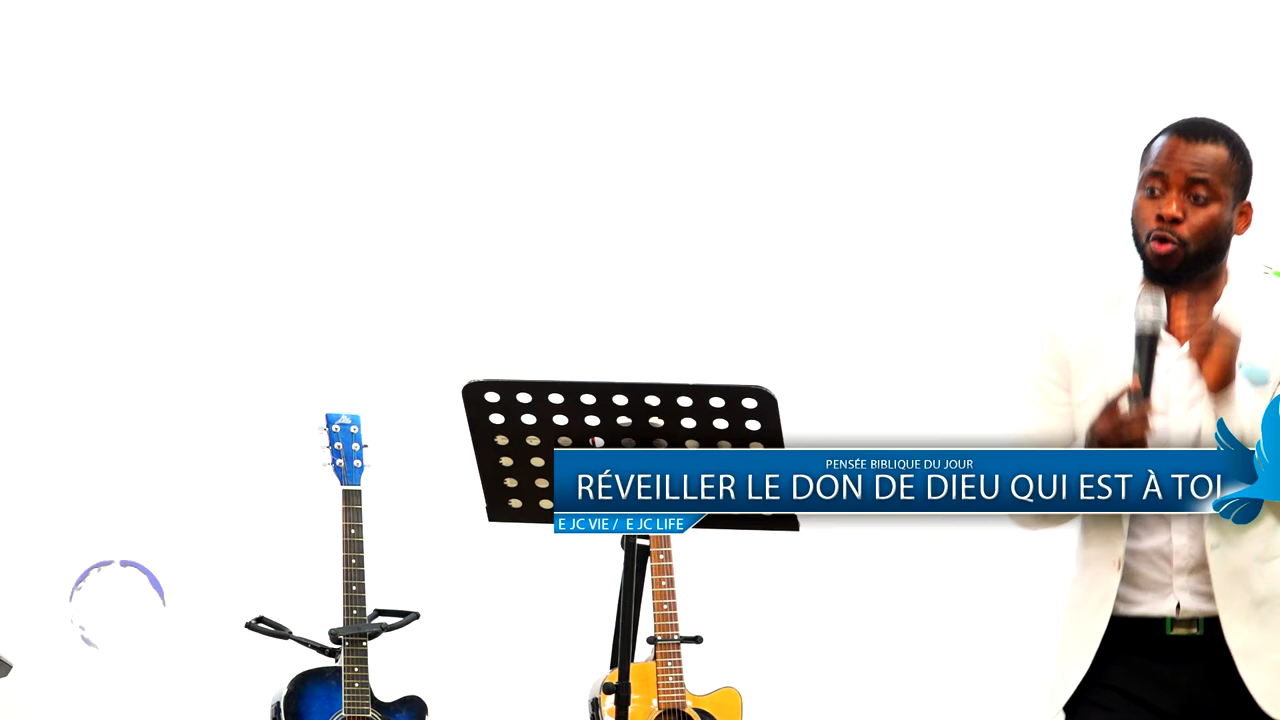 PENSÉE BIBLIQUE DU JOUR
RÉVEILLER LE DON DE DIEU QUI EST À TOI
E JC VIE / E JC LIFE